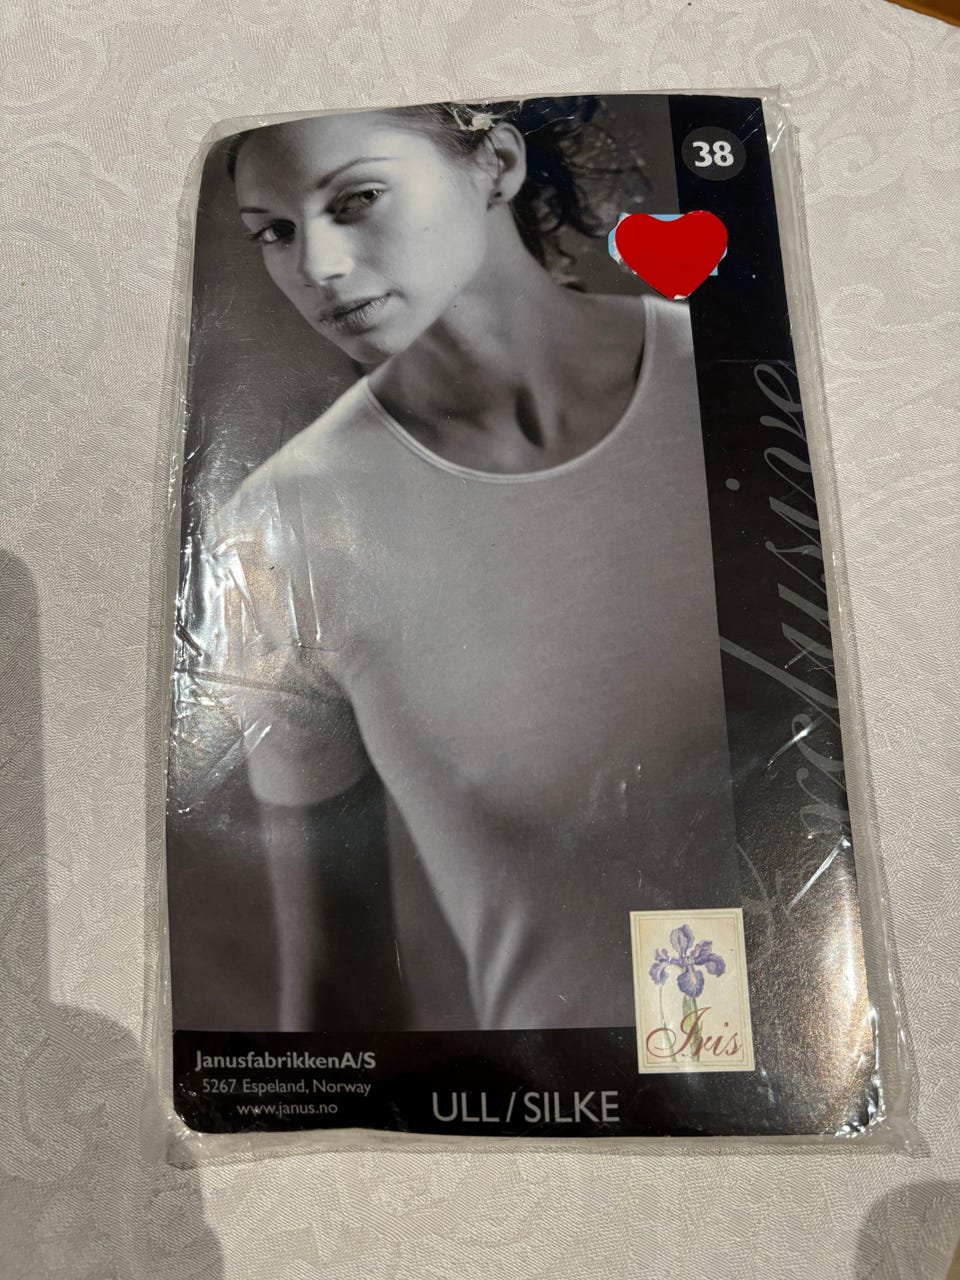 38
Exclusive
Iris
JanusfabrikkenA/S
5267 Espeland, Norway
www.janus.no
ULL/SILKE